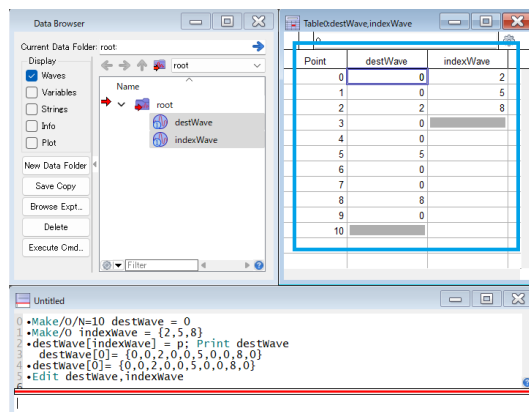 Data Browser
Current Data Folder: root:
Display
Waves
Variables
Strings
Info
Plot
New Data Folder
Save Copy
Browse Expt...
Delete
Execute Cmd...
root
Name
root
destWave
indexWave
Filter
Table0:destWave,indexWave
Point destWave indexWave
0 0 2
1 0 5
2 2 8
3 0
4 0
5 5
6 0
7 0
8 8
9 0
10
Untitled
0 •Make/O/N=10 destWave = 0
1 •Make/O indexWave = {2,5,8}
2 •destWave[indexWave] = p; Print destWave
3 destWave[0]= {0,0,2,0,0,5,0,0,8,0}
4 •destWave[0]= {0,0,2,0,0,5,0,0,8,0}
5 •Edit destWave,indexWave
6